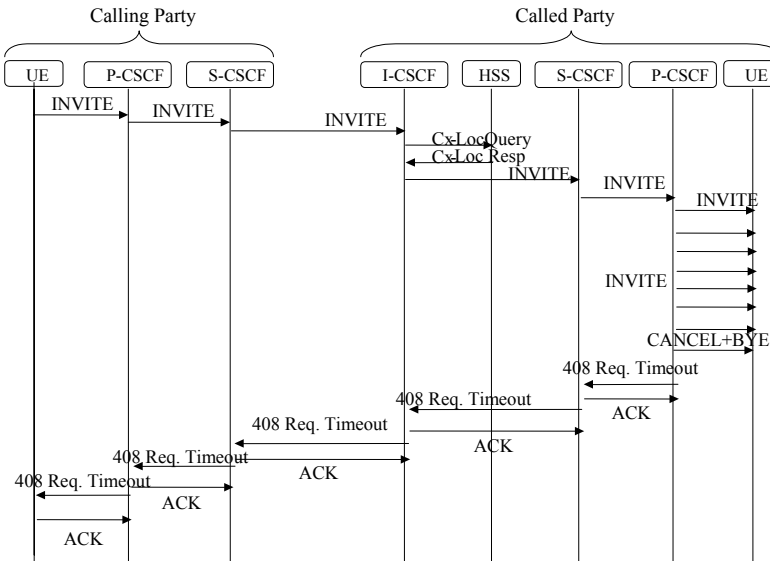 Calling Party
Called Party
UE
P-CSCF
S-CSCF
I-CSCF
HSS
S-CSCF
P-CSCF
UE
INVITE
INVITE
INVITE
Cx-LocQuery
Cx-Loc Resp
INVITE
INVITE
INVITE
INVITE
CANCEL+BYE
408 Req. Timeout
408 Req. Timeout
ACK
408 Req. Timeout
ACK
408 Req. Timeout
ACK
408 Req. Timeout
ACK
ACK